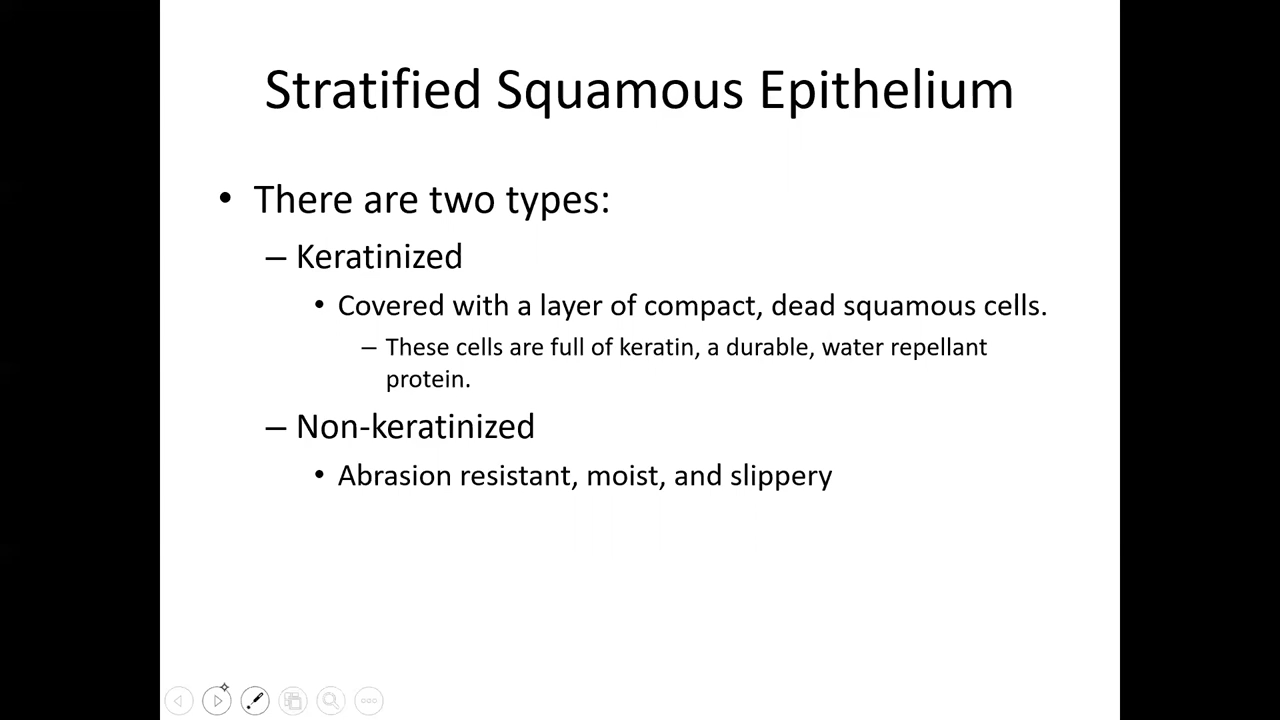 Stratified Squamous Epithelium
• There are two types:
– Keratinized
• Covered with a layer of compact, dead squamous cells.
– These cells are full of keratin, a durable, water repellant
protein.
– Non-keratinized
• Abrasion resistant, moist, and slippery